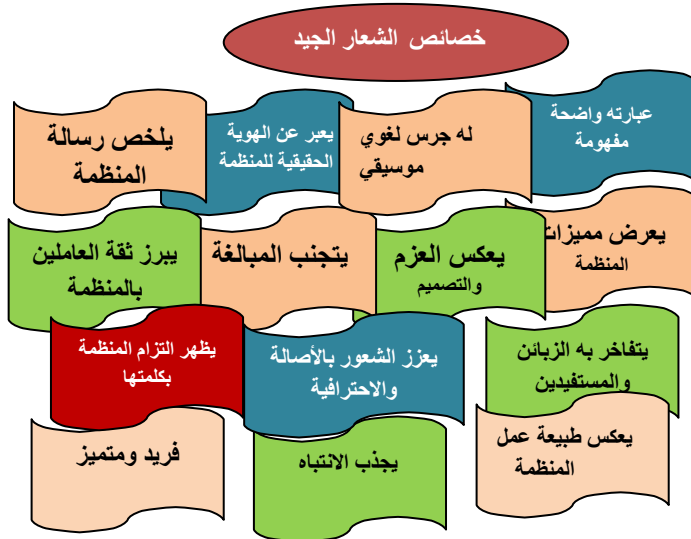 خصائص الشعار الجيد
عبارته واضحة
مفهومة
له جرس لغوي
موسيقي
يعبر عن الهوية
الحقيقية للمنظمة
يلخص رسالة
المنظمة
يعرض مميزات
المنظمة
يعكس العزم
والتصميم
يتجنب المبالغة
يبرز ثقة العاملين
بالمنظمة
يتفاخر به الزبائن
والمستفيدين
يعزز الشعور بالأصالة
والاحترافية
يظهر التزام المنظمة
بكلمتها
يعكس طبيعة عمل
المنظمة
يجذب الانتباه
فريد ومتميز